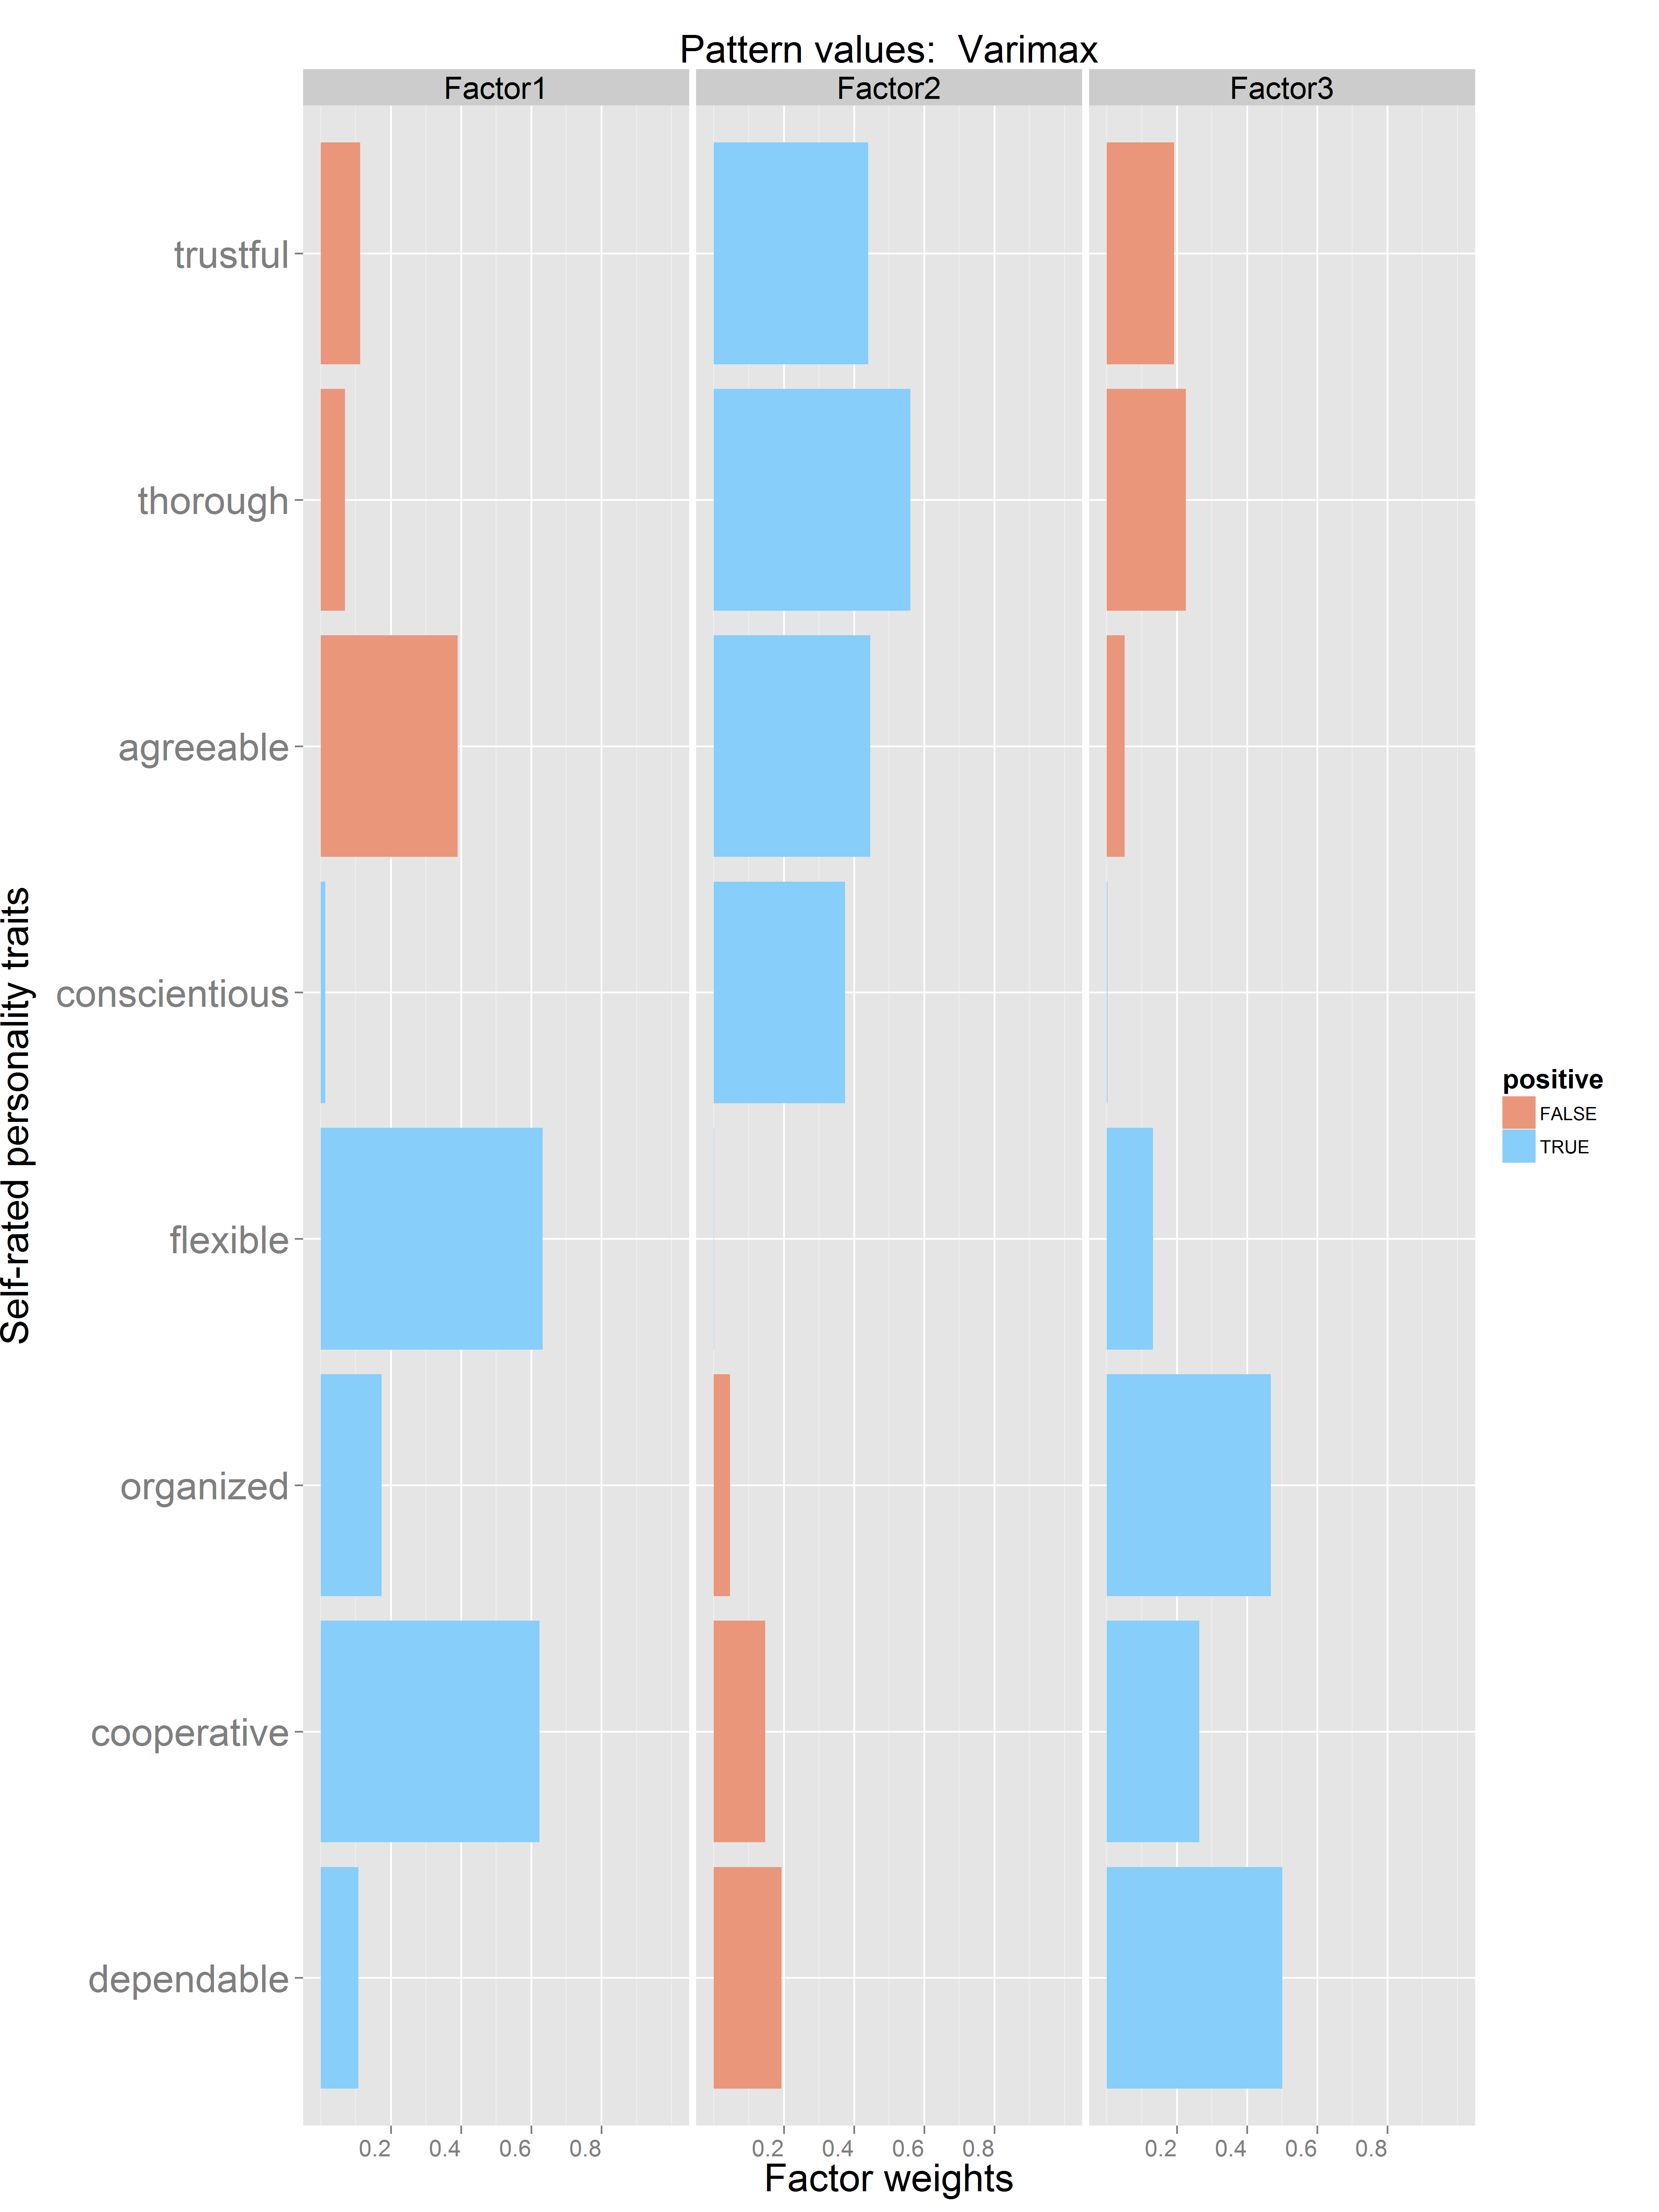 Pattern values:  Varimax
Factor1 Factor2 Factor3
trustful
thorough
agreeable
conscientious
flexible
organized
cooperative
dependable
Self-rated personality traits
0.2 0.4 0.6 0.8 0.2 0.4 0.6 0.8 0.2 0.4 0.6 0.8
Factor weights
positive
FALSE
TRUE